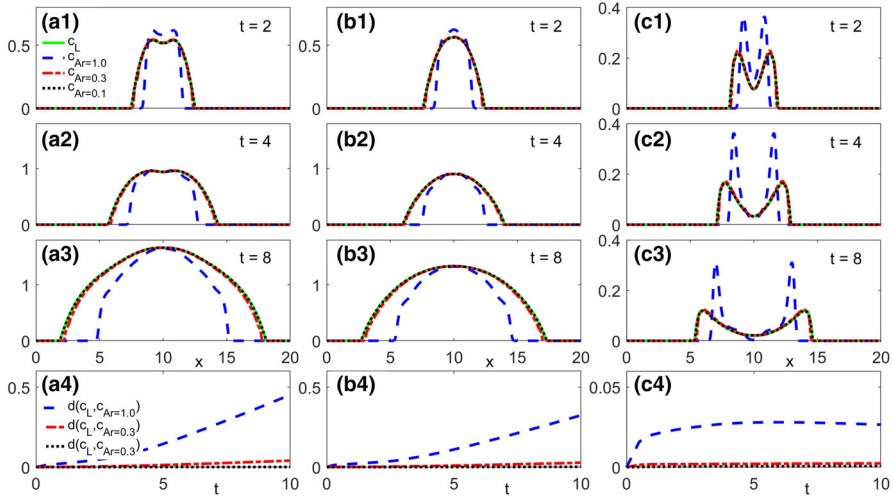 (a1) t = 2
0.5
0
c_L
c_Ar=1.0
c_Ar=0.3
c_Ar=0.1
(b1) t = 2
0.5
0
(c1) t = 2
0.4
0.2
0
(a2) t = 4
1
0
(b2) t = 4
1
0
(c2) t = 4
0.4
0.2
0
(a3) t = 8
1
0
0 5 10 15 20
x
(b3) t = 8
1
0
0 5 10 15 20
x
(c3) t = 8
0.4
0.2
0
0 5 10 15 20
x
(a4)
0.5
0
d(c_L,c_Ar=1.0)
d(c_L,c_Ar=0.3)
d(c_L,c_Ar=0.3)
0 5 10
t
(b4)
0.5
0
0 5 10
t
(c4)
0.05
0
0 5 10
t